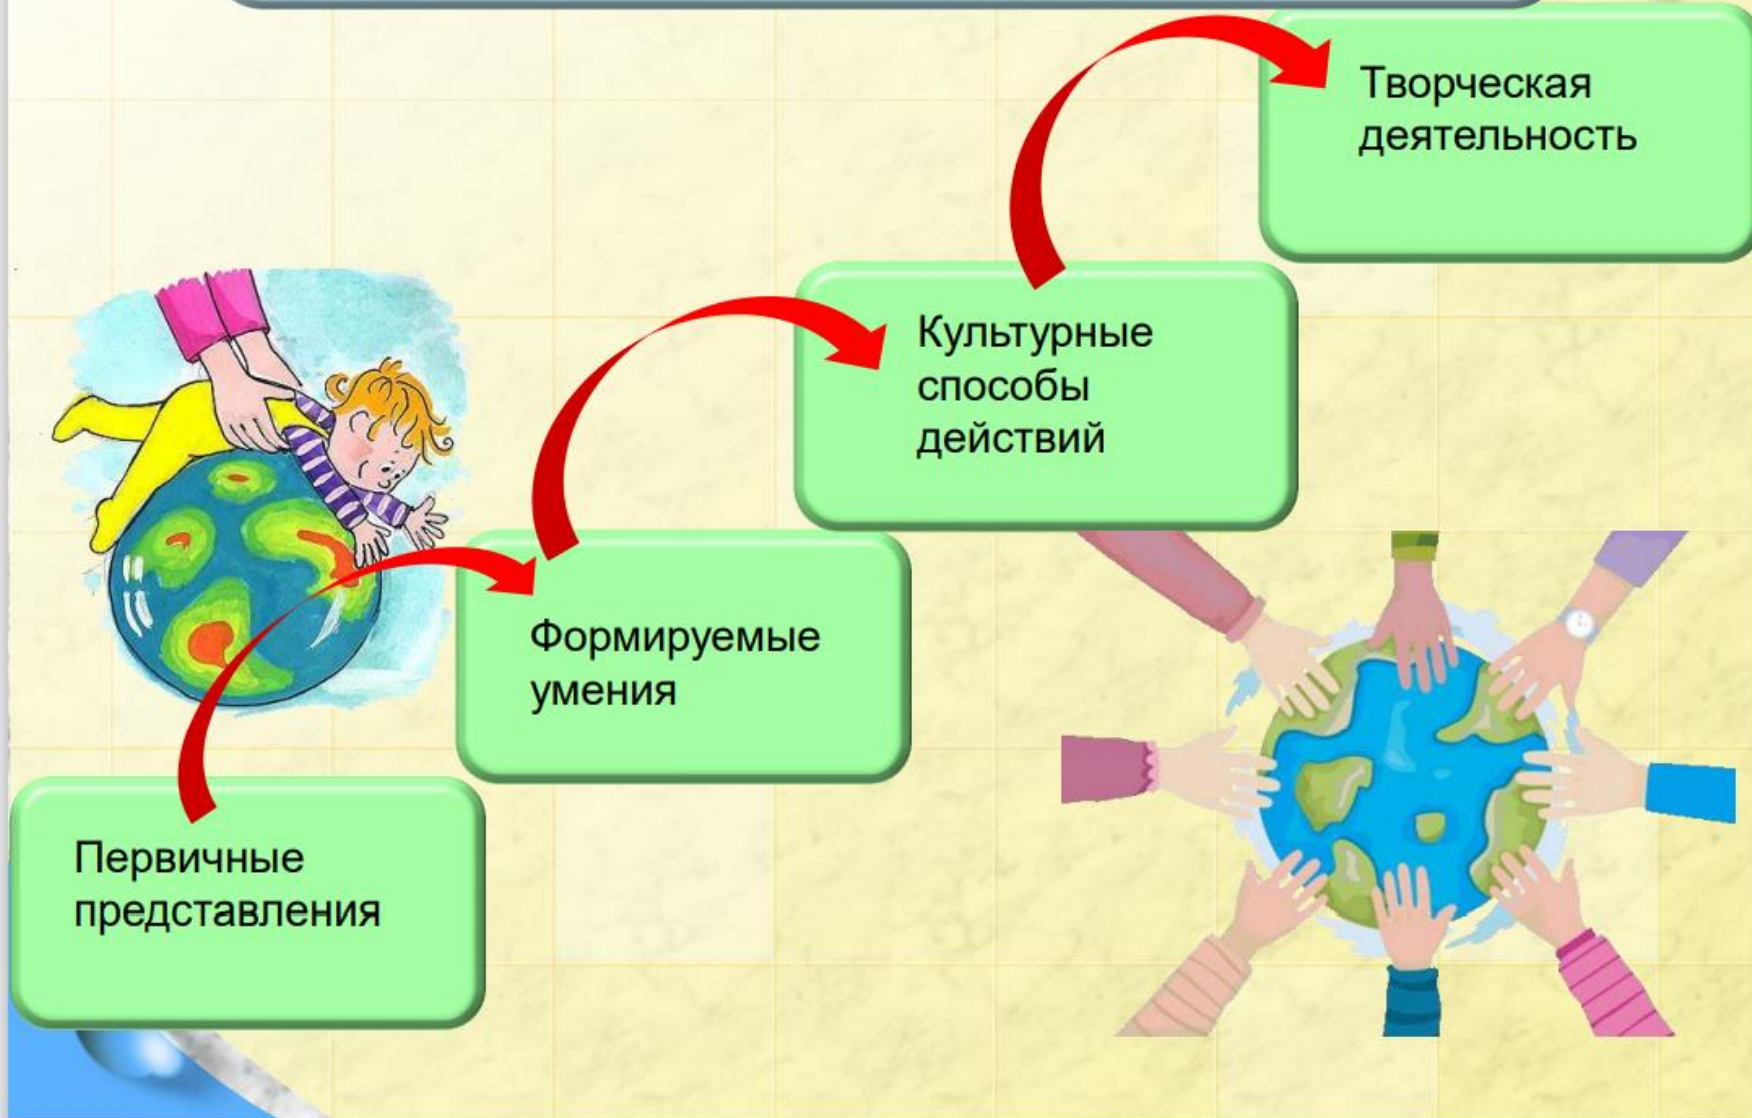 Творческая
деятельность
Культурные
способы
действий
Формируемые
умения
Первичные
представления